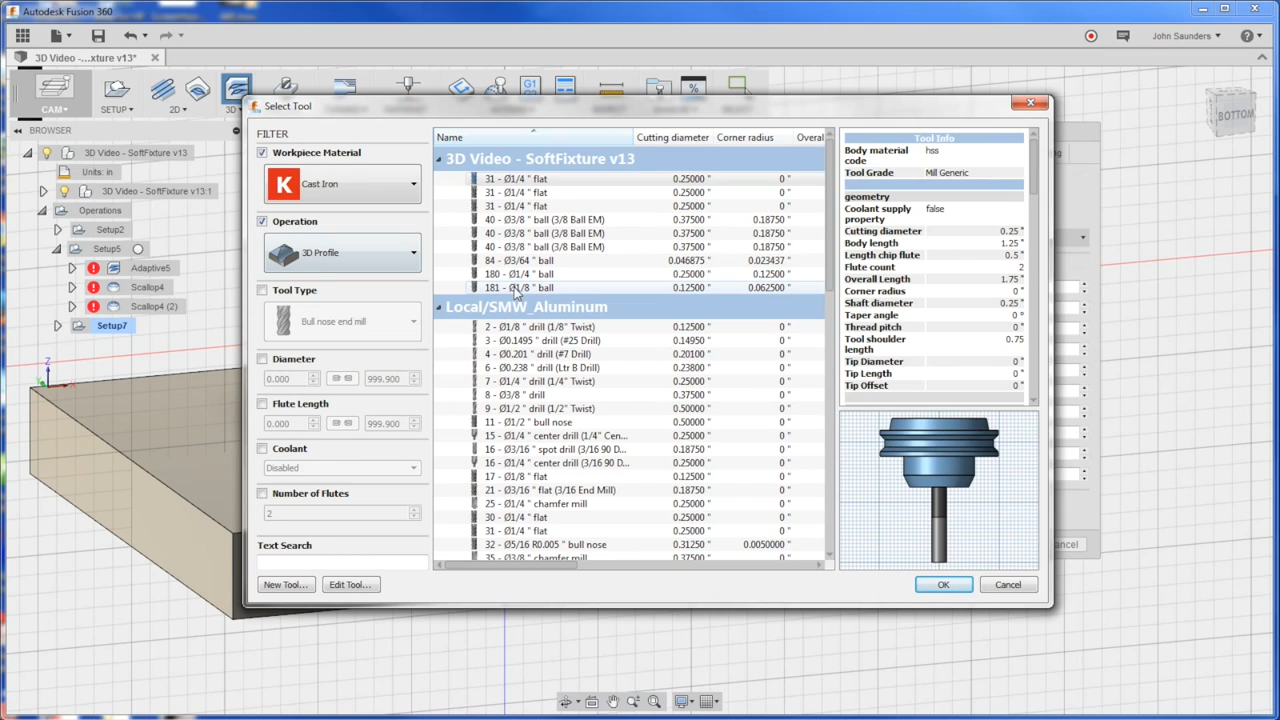 Autodesk Fusion 360
John Saunders
3D Video -...xture v13*
CAM
SETUP
2D
3D
G1
G2
%
BROWSER
3D Video - SoftFixture v13
Units: in
3D Video - SoftFixture v13:1
Operations
Setup2
Setup5
Adaptive5
Scallop4
Scallop4 (2)
Setup7
Z
BOTTOM
Select Tool
FILTER
Workpiece Material
K Cast Iron
Operation
3D Profile
Tool Type
Bull nose end mill
Diameter
0.000 999.900
Flute Length
0.000 999.900
Coolant
Disabled
Number of Flutes
2
Text Search
New Tool... Edit Tool...
Name Cutting diameter Corner radius Overal
3D Video - SoftFixture v13
31 - Ø1/4 " flat 0.25000 " 0 "
31 - Ø1/4 " flat 0.25000 " 0 "
31 - Ø1/4 " flat 0.25000 " 0 "
40 - Ø3/8 " ball (3/8 Ball EM) 0.37500 " 0.18750 "
40 - Ø3/8 " ball (3/8 Ball EM) 0.37500 " 0.18750 "
40 - Ø3/8 " ball (3/8 Ball EM) 0.37500 " 0.18750 "
84 - Ø3/64 " ball 0.046875 " 0.023437 "
180 - Ø1/4 " ball 0.25000 " 0.12500 "
181 - Ø1/8 " ball 0.12500 " 0.062500 "
Local/SMW_Aluminum
2 - Ø1/8 " drill (1/8" Twist) 0.12500 " 0 "
3 - Ø0.1495 " drill (#25 Drill) 0.14950 " 0 "
4 - Ø0.201 " drill (#7 Drill) 0.20100 " 0 "
6 - Ø0.238 " drill (Ltr B Drill) 0.23800 " 0 "
7 - Ø1/4 " drill (1/4" Twist) 0.25000 " 0 "
8 - Ø3/8 " drill 0.37500 " 0 "
9 - Ø1/2 " drill (1/2" Twist) 0.50000 " 0 "
11 - Ø1/2 " bull nose 0.50000 " 0 "
15 - Ø1/4 " center drill (1/4" Cen... 0.25000 " 0 "
16 - Ø3/16 " spot drill (3/16 90 D... 0.18750 " 0 "
16 - Ø1/4 " center drill (3/16 90 D... 0.25000 " 0 "
17 - Ø1/8 " flat 0.12500 " 0 "
21 - Ø3/16 " flat (3/16 End Mill) 0.18750 " 0 "
25 - Ø1/4 " chamfer mill 0.25000 " 0 "
30 - Ø1/4 " flat 0.25000 " 0 "
31 - Ø1/4 " flat 0.25000 " 0 "
32 - Ø5/16 R0.005 " bull nose 0.31250 " 0.0050000 "
35 - Ø3/8 " chamfer mill 0.37500 " 0 "
Tool Info
Body material code hss
Tool Grade Mill Generic
geometry
Coolant supply property false
Cutting diameter 0.25 "
Body length 1.25 "
Length chip flute 0.5 "
Flute count 2
Overall Length 1.75 "
Corner radius 0 "
Shaft diameter 0.25 "
Taper angle 0 °
Thread pitch 0 "
Tool shoulder length 0.75
Tip Diameter 0 "
Tip Length 0 "
Tip Offset 0 "
OK Cancel
ancel